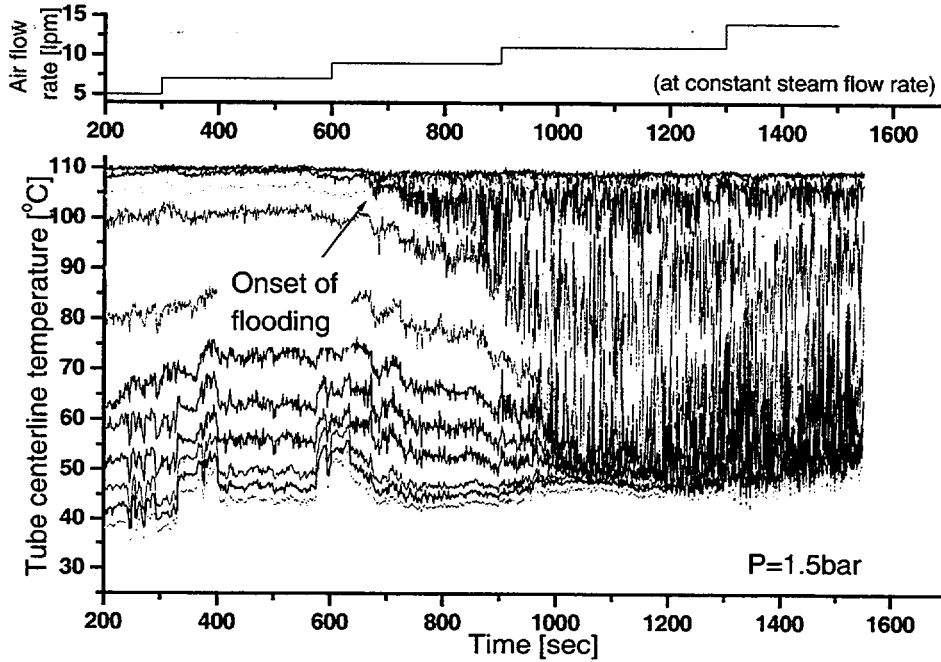 Air flow
rate [lpm]
15
10
5
(at constant steam flow rate)
200 400 600 800 1000 1200 1400 1600
Tube centerline temperature [°C]
110
100
90
80
70
60
50
40
30
Onset of
flooding
P=1.5bar
200 400 600 800 1000 1200 1400 1600
Time [sec]